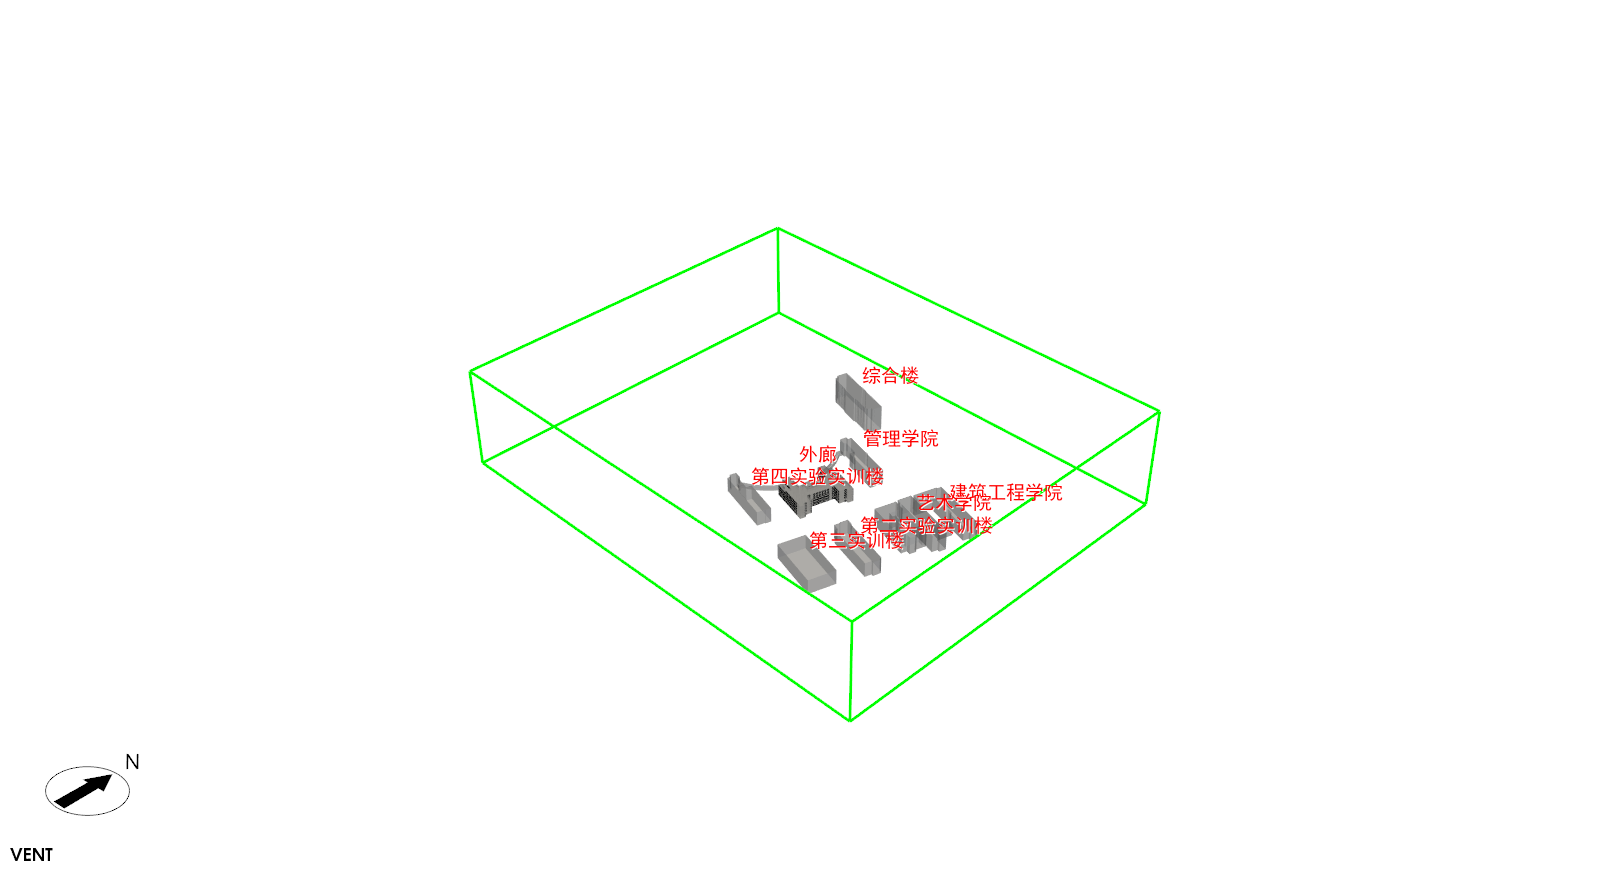 综合楼
管理学院
外廊
第四实验实训楼
建筑工程学院
艺术学院
第二实验实训楼
第三实训楼
N
VENT